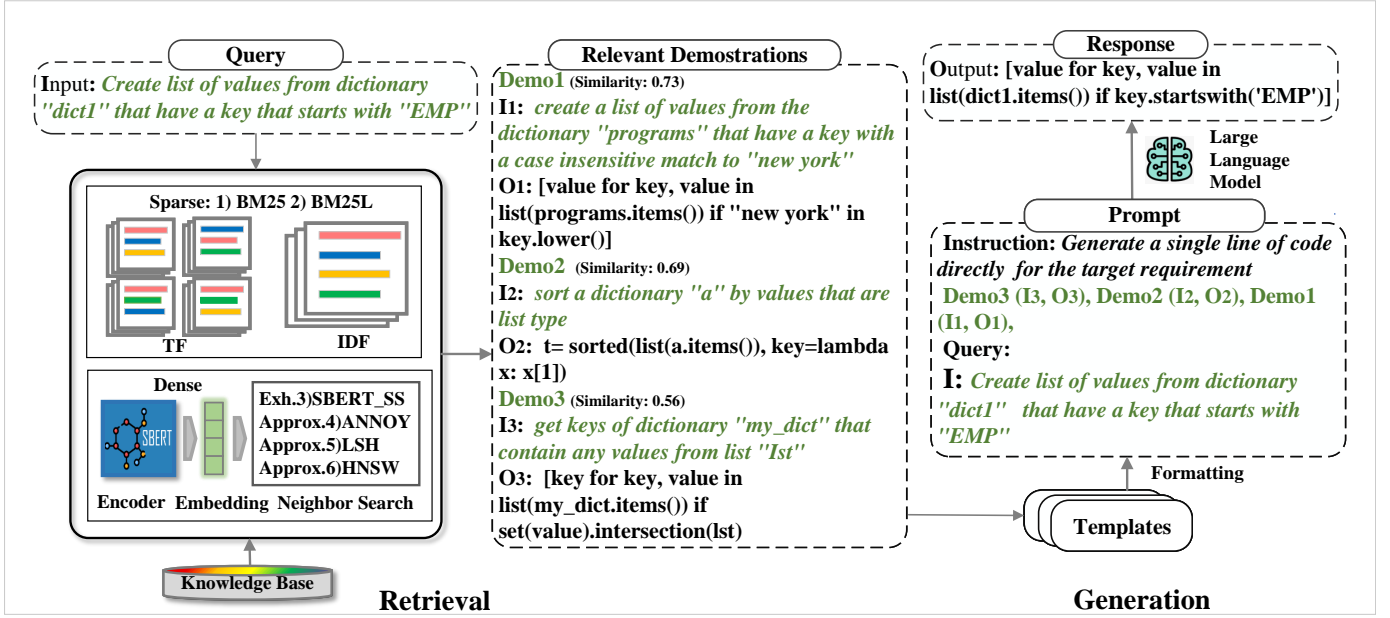 Query
Input: Create list of values from dictionary
"dict1" that have a key that starts with "EMP"
Sparse: 1) BM25 2) BM25L
TF
IDF
Dense
SBERT
Exh.3)SBERT_SS
Approx.4)ANNOY
Approx.5)LSH
Approx.6)HNSW
Encoder
Embedding
Neighbor Search
Knowledge Base
Retrieval
Relevant Demostrations
Demo1 (Similarity: 0.73)
I1: create a list of values from the
dictionary "programs" that have a key with
a case insensitive match to "new york"
O1: [value for key, value in
list(programs.items()) if "new york" in
key.lower()]
Demo2 (Similarity: 0.69)
I2: sort a dictionary "a" by values that are
list type
O2: t= sorted(list(a.items()), key=lambda
x: x[1])
Demo3 (Similarity: 0.56)
I3: get keys of dictionary "my_dict" that
contain any values from list "Ist"
O3: [key for key, value in
list(my_dict.items()) if
set(value).intersection(lst)
Response
Output: [value for key, value in
list(dict1.items()) if key.startswith('EMP')]
Large
Language
Model
Prompt
Instruction: Generate a single line of code
directly for the target requirement
Demo3 (I3, O3), Demo2 (I2, O2), Demo1
(I1, O1),
Query:
I: Create list of values from dictionary
"dict1" that have a key that starts with
"EMP"
Formatting
Templates
Generation